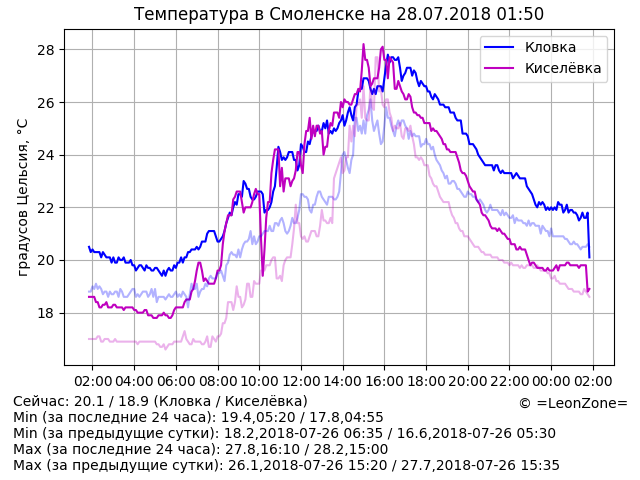 Температура в Смоленске на 28.07.2018 01:50
Кловка
Киселёвка
градусов Цельсия, °C
28
26
24
22
20
18
02:00 04:00 06:00 08:00 10:00 12:00 14:00 16:00 18:00 20:00 22:00 00:00 02:00
Сейчас: 20.1 / 18.9 (Кловка / Киселёвка)
© =LeonZone=
Min (за последние 24 часа): 19.4,05:20 / 17.8,04:55
Min (за предыдущие сутки): 18.2,2018-07-26 06:35 / 16.6,2018-07-26 05:30
Max (за последние 24 часа): 27.8,16:10 / 28.2,15:00
Max (за предыдущие сутки): 26.1,2018-07-26 15:20 / 27.7,2018-07-26 15:35